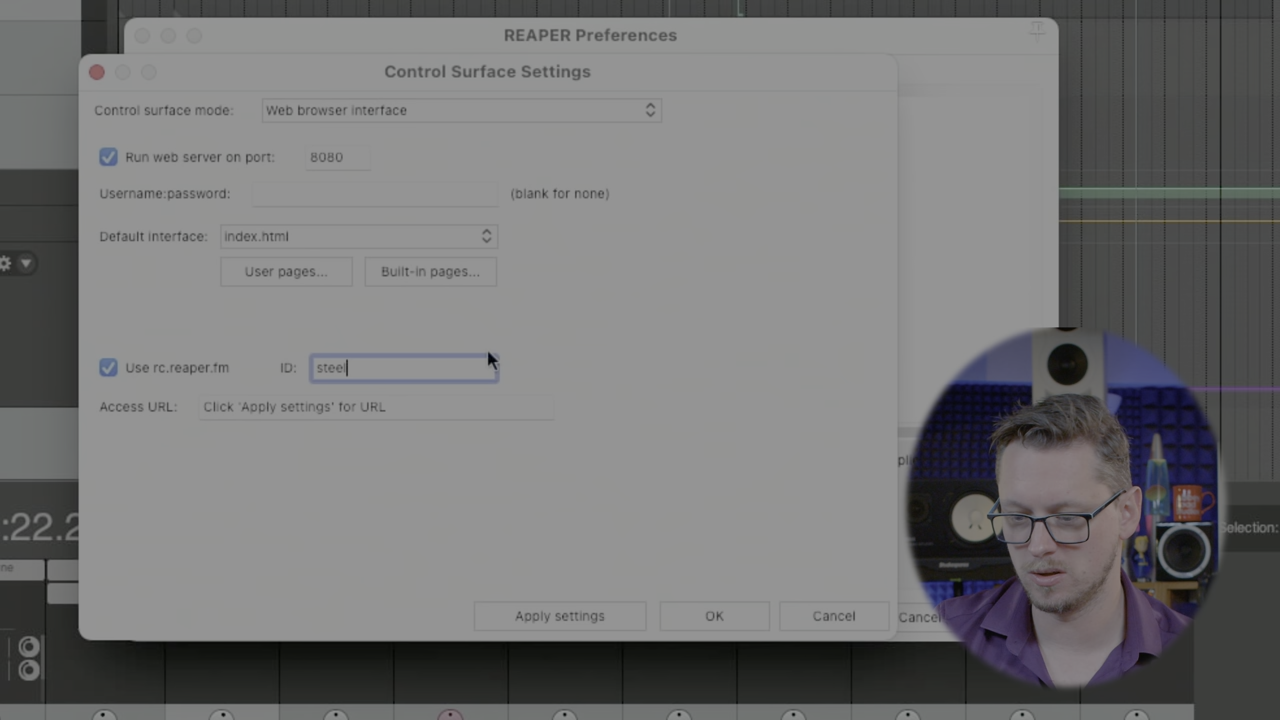 REAPER Preferences
Control Surface Settings
Control surface mode: Web browser interface
Run web server on port: 8080
Username:password: (blank for none)
Default interface: index.html
User pages... Built-in pages...
Use rc.reaper.fm ID: steel
Access URL: Click 'Apply settings' for URL
:22.2
Selection:
Apply settings OK Cancel Cancel